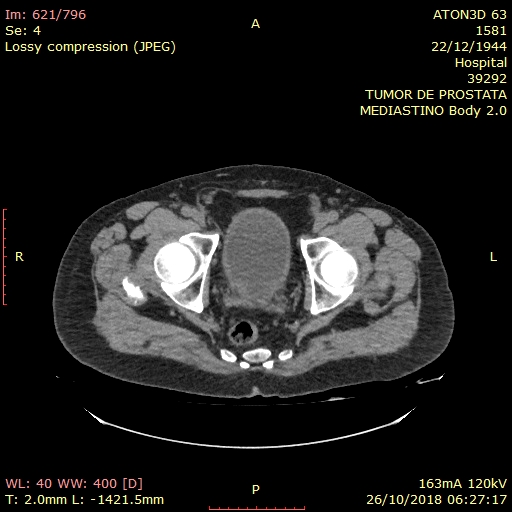 Im: 621/796
Se: 4
Lossy compression (JPEG)
A
ATON3D 63
1581
22/12/1944
Hospital
39292
TUMOR DE PROSTATA
MEDIASTINO Body 2.0
R
L
WL: 40 WW: 400 [D]
T: 2.0mm L: -1421.5mm
P
163mA 120kV
26/10/2018 06:27:17